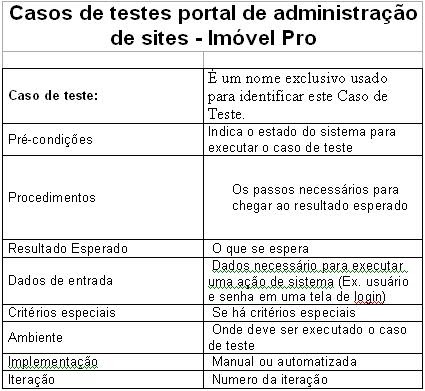 Casos de testes portal de administração
de sites - Imóvel Pro
Caso de teste:
É um nome exclusivo usado
para identificar este Caso de
Teste.
Pré-condições
Indica o estado do sistema para
executar o caso de teste
Procedimentos
Os passos necessários para
chegar ao resultado esperado
Resultado Esperado
O que se espera
Dados de entrada
Dados necessário para executar
uma ação de sistema (Ex. usuário
e senha em uma tela de login)
Critérios especiais
Se há critérios especiais
Ambiente
Onde deve ser executado o caso
de teste
Implementação
Manual ou automatizada
Iteração
Numero da iteração